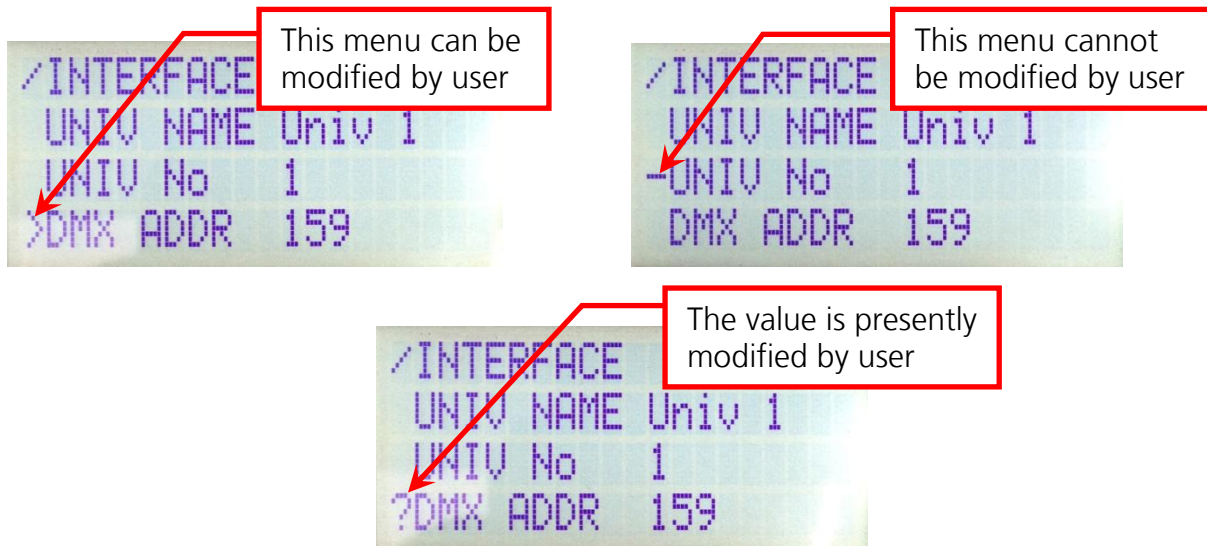 This menu can be
modified by user
/INTERFACE
UNIV NAME Univ 1
UNIV No 1
>DMX ADDR 159
This menu cannot
be modified by user
/INTERFACE
UNIV NAME Univ 1
-UNIV No 1
DMX ADDR 159
The value is presently
modified by user
/INTERFACE
UNIV NAME Univ 1
UNIV No 1
?DMX ADDR 159